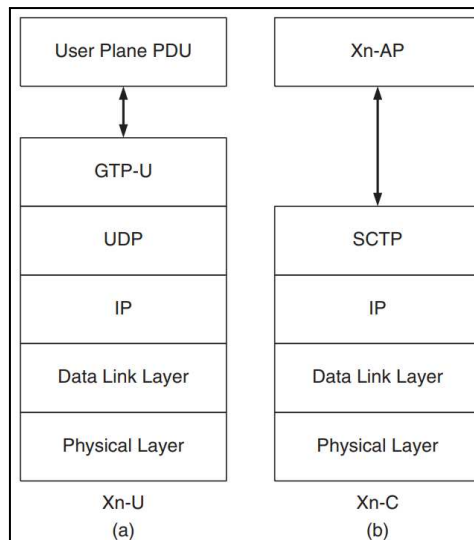 User Plane PDU
GTP-U
UDP
IP
Data Link Layer
Physical Layer
Xn-U
(a)
Xn-AP
SCTP
IP
Data Link Layer
Physical Layer
Xn-C
(b)